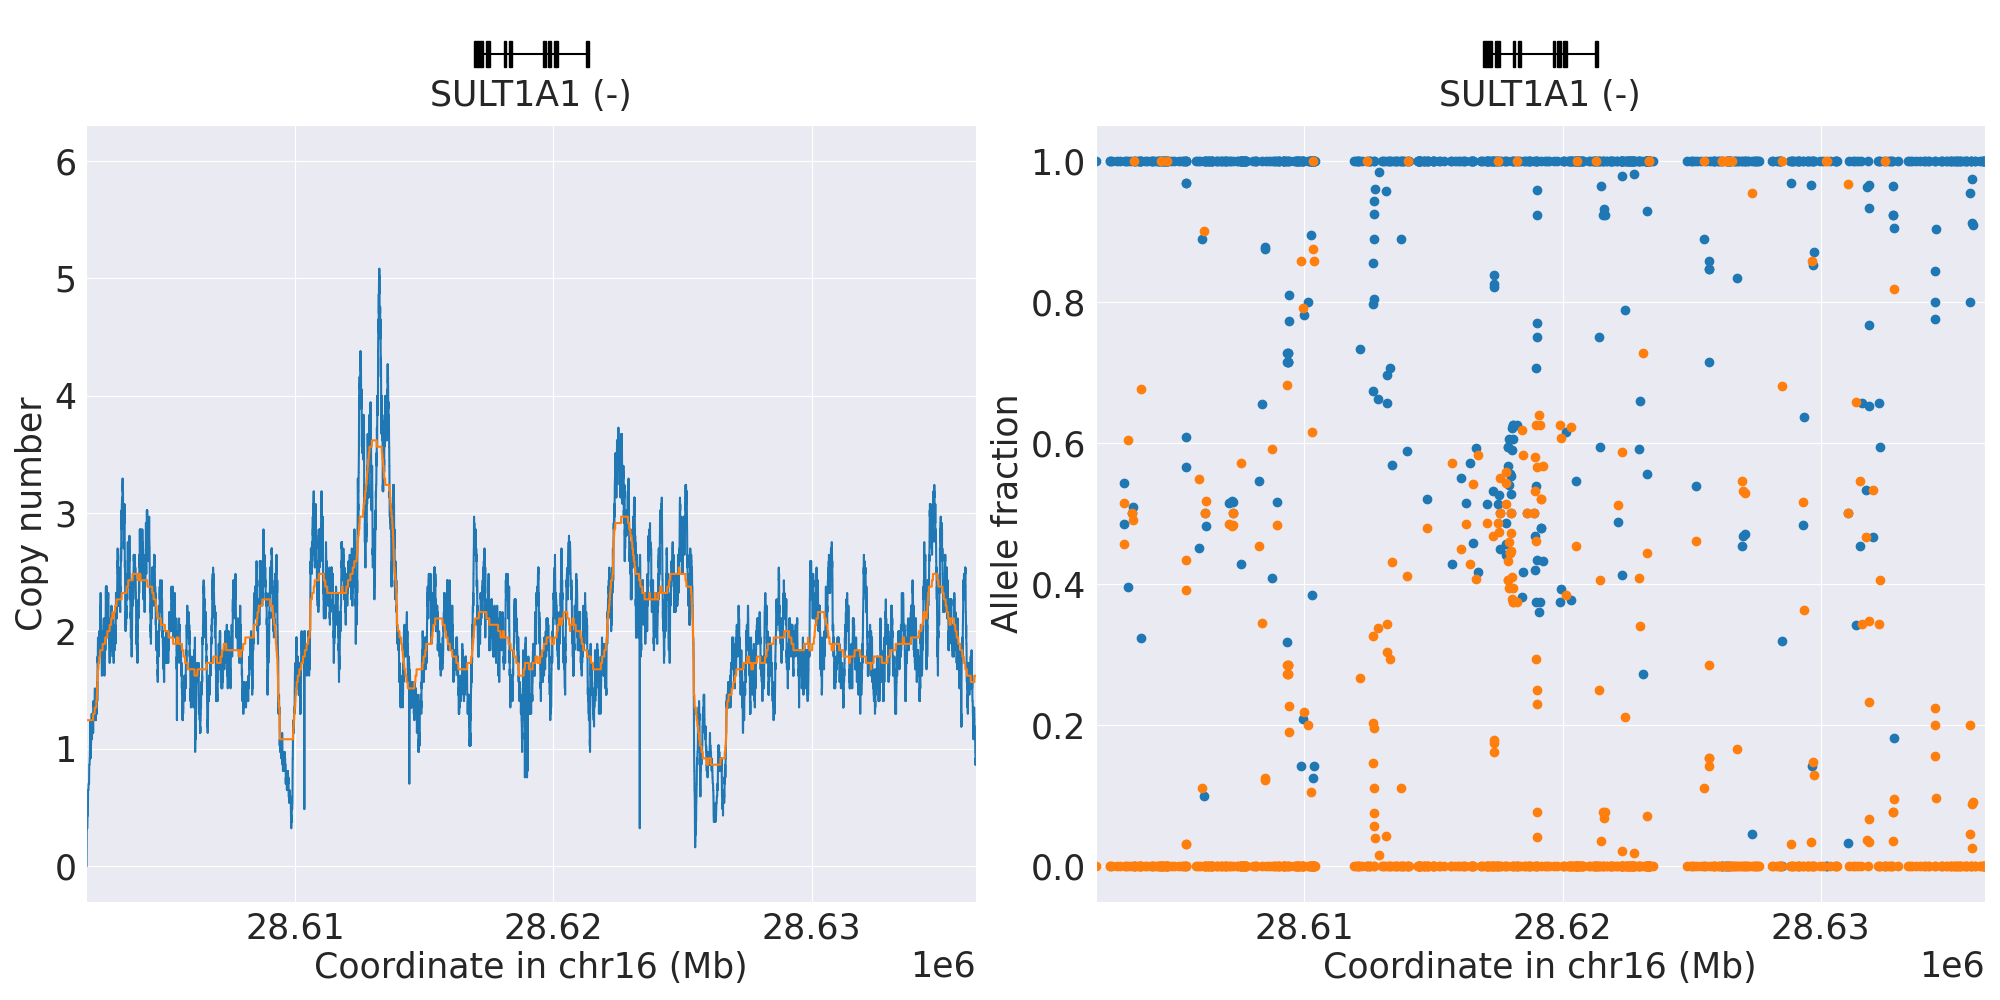 SULT1A1 (-)
6
5
4
3
2
1
0
Copy number
28.61
28.62
28.63
Coordinate in chr16 (Mb)
1e6
SULT1A1 (-)
1.0
0.8
0.6
0.4
0.2
0.0
Allele fraction
28.61
28.62
28.63
Coordinate in chr16 (Mb)
1e6